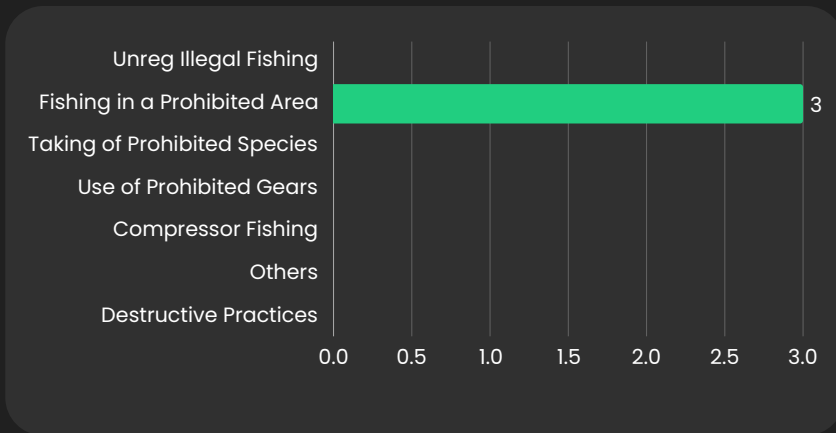 Unreg Illegal Fishing
Fishing in a Prohibited Area
3
Taking of Prohibited Species
Use of Prohibited Gears
Compressor Fishing
Others
Destructive Practices
0.0 0.5 1.0 1.5 2.0 2.5 3.0